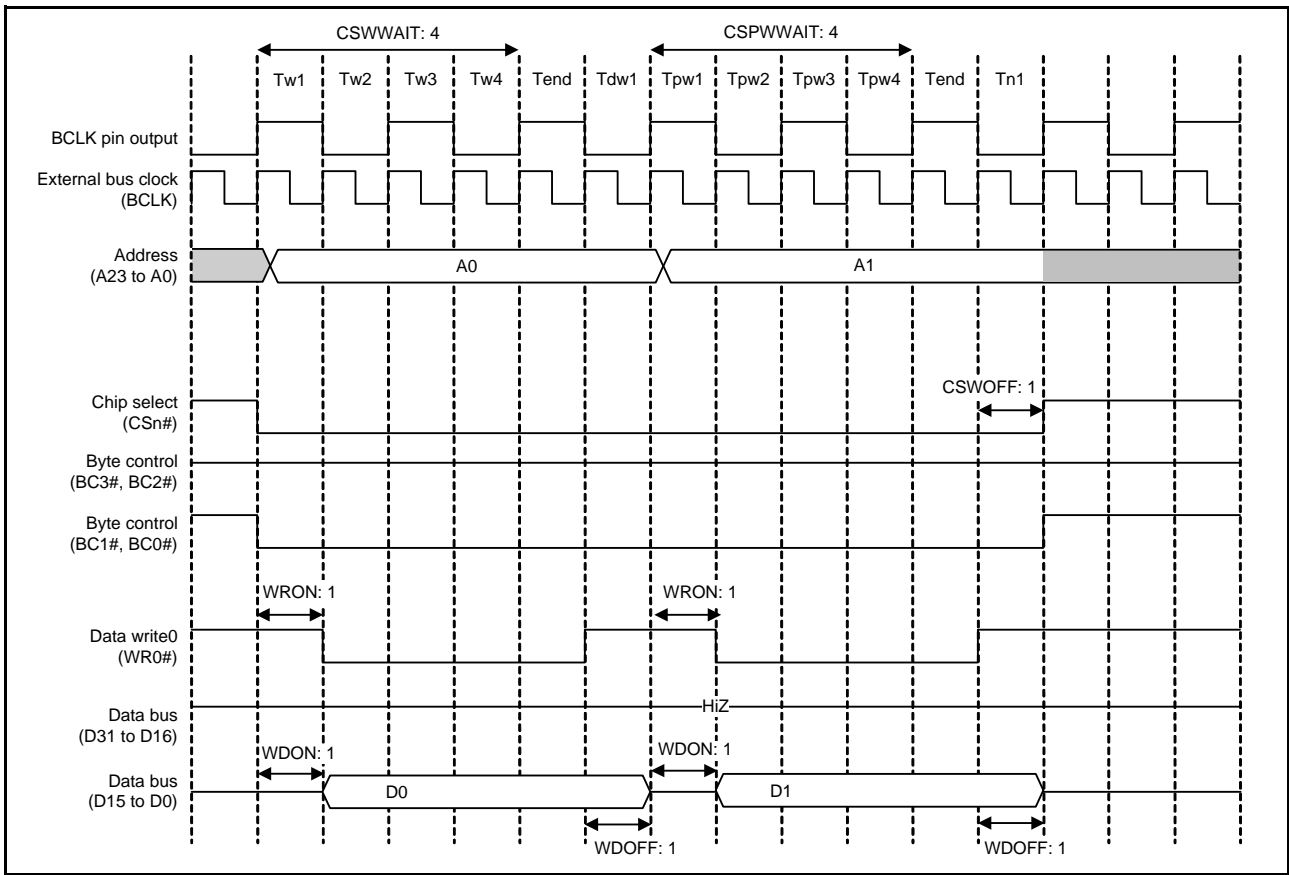 CSWWAIT: 4 CSPWWAIT: 4
Tw1 Tw2 Tw3 Tw4 Tend Tdw1 Tpw1 Tpw2 Tpw3 Tpw4 Tend Tn1
BCLK pin output
External bus clock
(BCLK)
Address
(A23 to A0)
A0 A1
CSWOFF: 1
Chip select
(CSn#)
Byte control
(BC3#, BC2#)
Byte control
(BC1#, BC0#)
WRON: 1 WRON: 1
Data write0
(WR0#)
HiZ
Data bus
(D31 to D16)
WDON: 1 WDON: 1
Data bus
(D15 to D0)
D0 D1
WDOFF: 1 WDOFF: 1